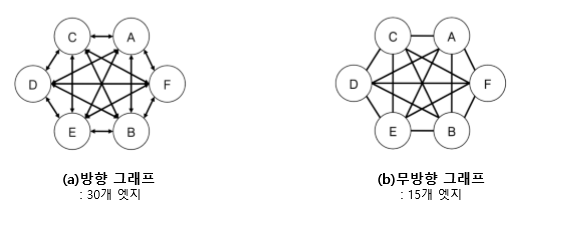 C A
D F
E B
(a)방향 그래프
: 30개 엣지
C A
D F
E B
(b)무방향 그래프
: 15개 엣지